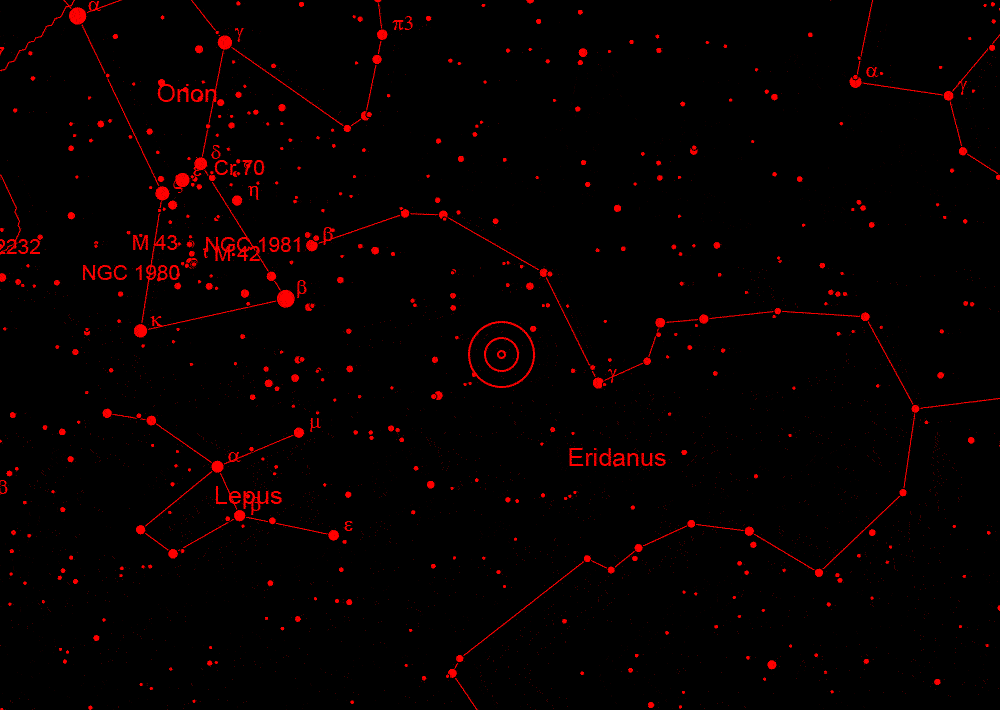 α
γ
π3
α
γ
Orion
δ
Cr 70
ε
ζ
η
β
2232
M 43
NGC 1981
M 42
NGC 1980
ι
β
κ
γ
μ
α
Eridanus
β
Lepus
β
ε